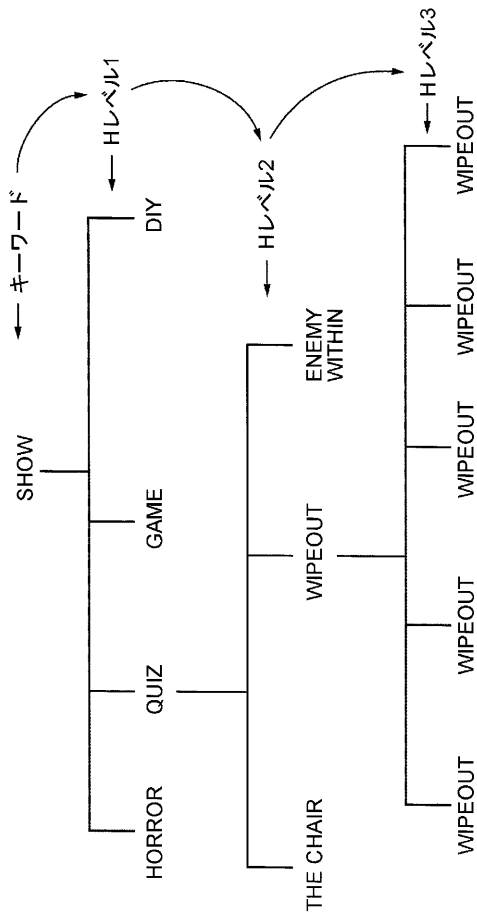 SHOW
キーワード
HORROR
QUIZ
GAME
DIY
Hレベル1
THE CHAIR
WIPEOUT
ENEMY
WITHIN
Hレベル2
WIPEOUT
WIPEOUT
WIPEOUT
WIPEOUT
WIPEOUT
Hレベル3